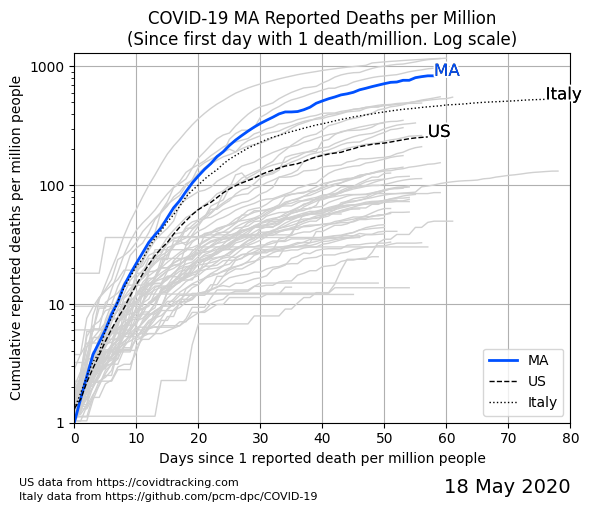 COVID-19 MA Reported Deaths per Million
(Since first day with 1 death/million. Log scale)
Cumulative reported deaths per million people
1000
100
10
1
MA
Italy
US
MA
US
Italy
0 10 20 30 40 50 60 70 80
Days since 1 reported death per million people
US data from https://covidtracking.com
Italy data from https://github.com/pcm-dpc/COVID-19
18 May 2020